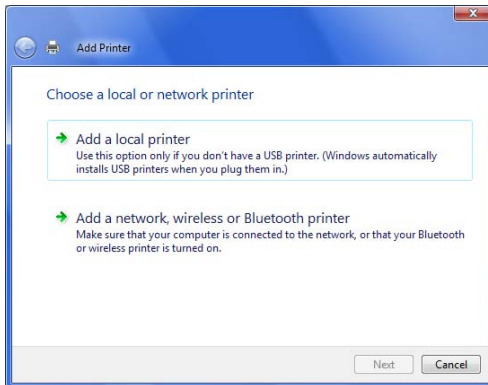 Add Printer
Choose a local or network printer
Add a local printer
Use this option only if you don't have a USB printer. (Windows automatically
installs USB printers when you plug them in.)
Add a network, wireless or Bluetooth printer
Make sure that your computer is connected to the network, or that your Bluetooth
or wireless printer is turned on.
Next
Cancel